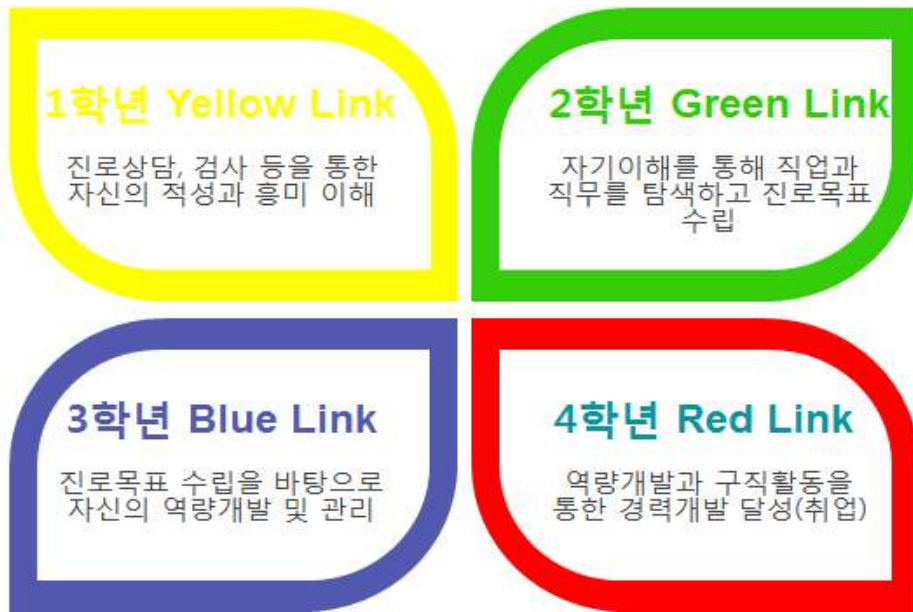 1학년 Yellow Link
진로상담, 검사 등을 통한
자신의 적성과 흥미 이해
2학년 Green Link
자기이해를 통해 직업과
직무를 탐색하고 진로목표
수립
3학년 Blue Link
진로목표 수립을 바탕으로
자신의 역량개발 및 관리
4학년 Red Link
역량개발과 구직활동을
통한 경력개발 달성(취업)